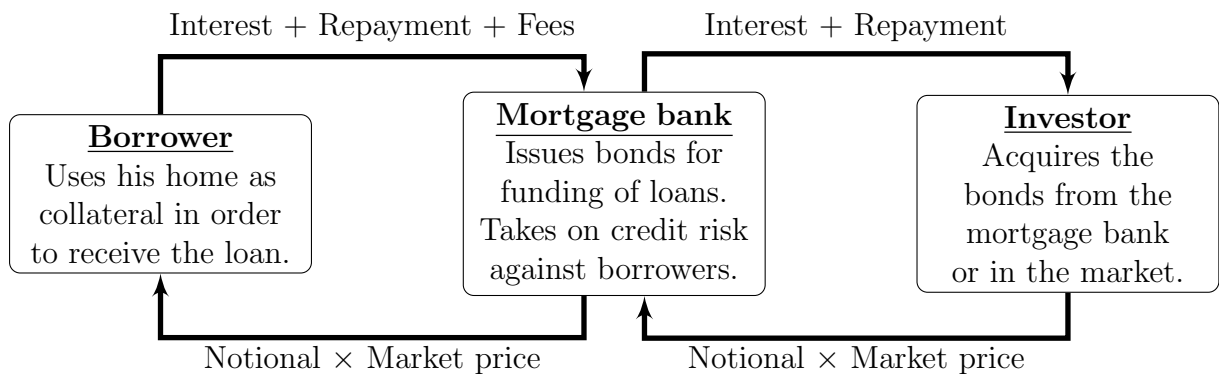 Interest + Repayment + Fees
Interest + Repayment
Borrower
Uses his home as
collateral in order
to receive the loan.
Mortgage bank
Issues bonds for
funding of loans.
Takes on credit risk
against borrowers.
Investor
Acquires the
bonds from the
mortgage bank
or in the market.
Notional × Market price
Notional × Market price